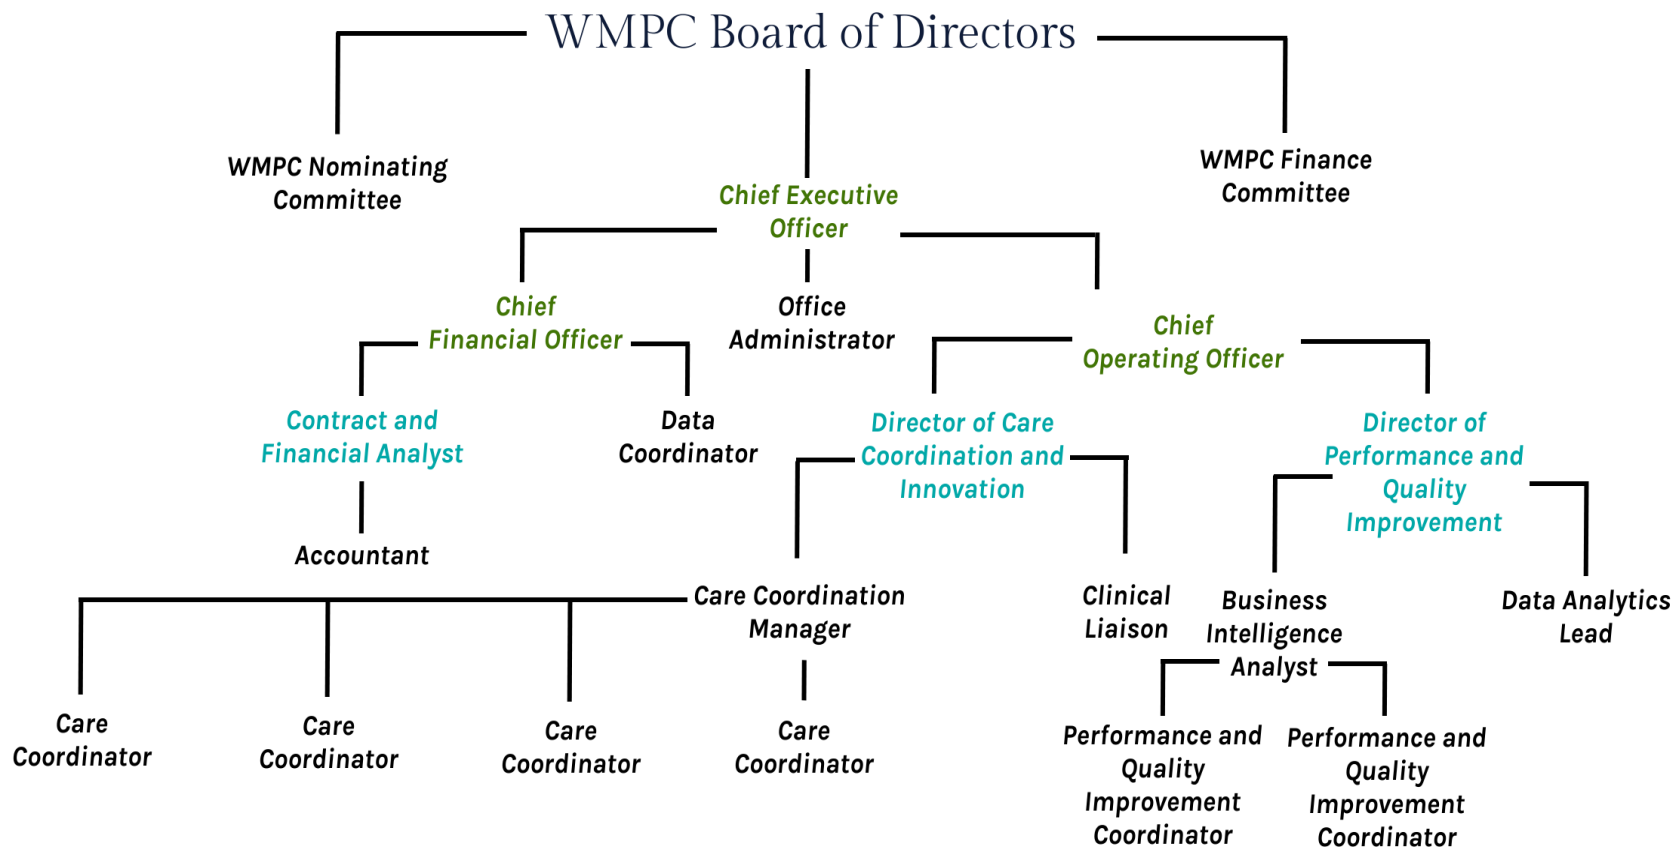 WMPC Board of Directors
WMPC Nominating
Committee
WMPC Finance
Committee
Chief Executive
Officer
Chief
Financial Officer
Office
Administrator
Chief
Operating Officer
Contract and
Financial Analyst
Data
Coordinator
Director of Care
Coordination and
Innovation
Director of
Performance and
Quality
Improvement
Accountant
Care Coordination
Manager
Clinical
Liaison
Business
Intelligence
Analyst
Data Analytics
Lead
Care
Coordinator
Care
Coordinator
Care
Coordinator
Care
Coordinator
Performance and
Quality
Improvement
Coordinator
Performance and
Quality
Improvement
Coordinator